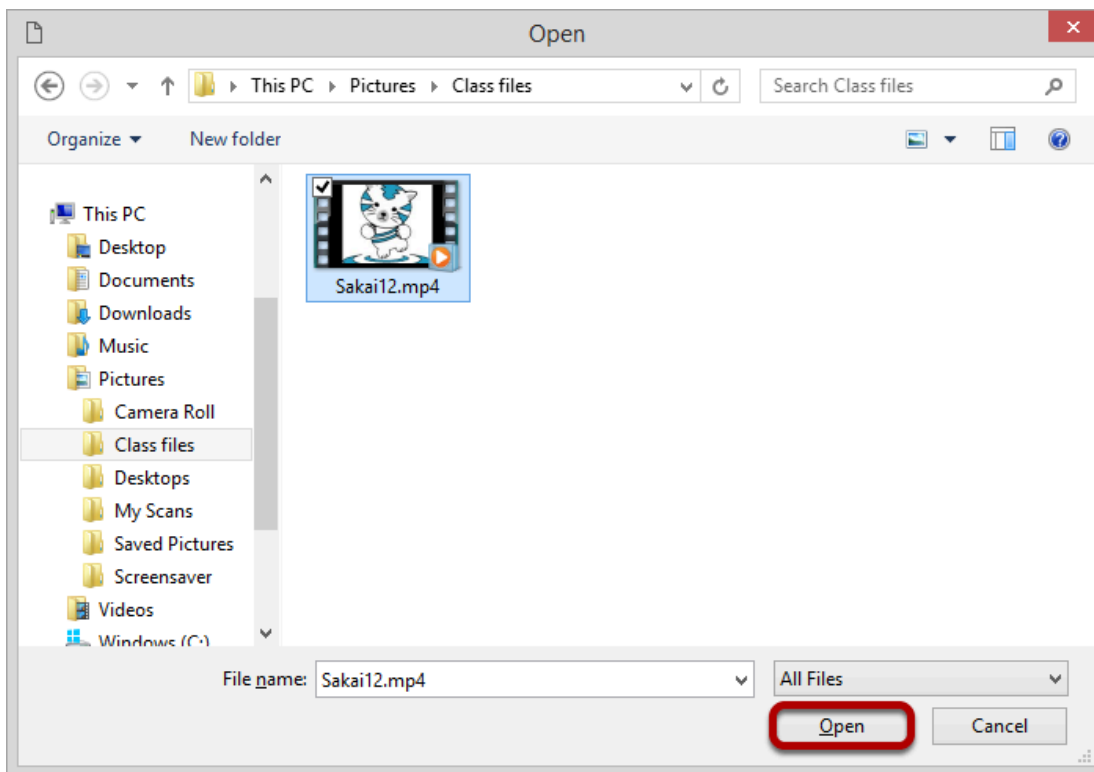 Open
This PC Pictures Class files
Search Class files
Organize New folder
This PC
Desktop
Documents
Downloads
Music
Pictures
Camera Roll
Class files
Desktops
My Scans
Saved Pictures
Screensaver
Videos
Windows (C:)
Sakai12.mp4
File name: Sakai12.mp4 All Files
Open Cancel